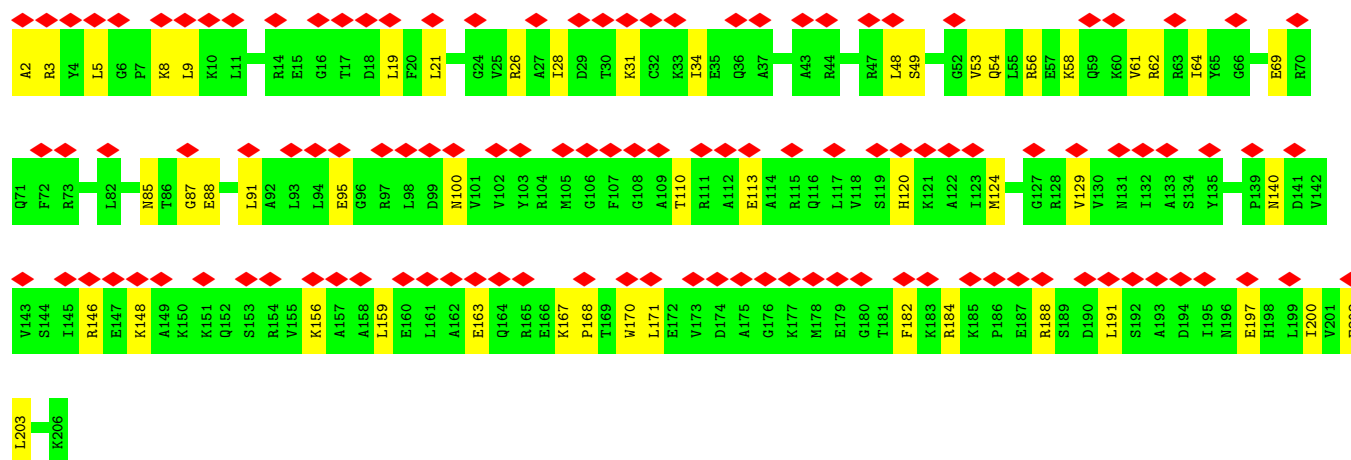 A2 R3 Y4 L5 G6 P7 K8 L9 K10 L11 R14 E15 G16 T17 D18 L19 F20 L21 G24 V25 R26 A27 I28 D29 T30 K31 C32 K33 I34 E35 Q36 A37 A43 R44 R47 L48 S49 G52 V53 Q54 L55 R56 E57 K58 Q59 K60 V61 R62 R63 I64 Y65 G66 E69 R70
Q71 F72 R73 L82 N85 T86 G87 E88 L91 A92 L93 L94 E95 G96 R97 L98 D99 N100 V101 V102 Y103 R104 M105 G106 F107 G108 A109 T110 R111 A112 E113 A114 R115 Q116 L117 V118 S119 H120 K121 A122 I123 M124 G127 R128 V129 V130 N131 I132 A133 S134 Y135 P139 N140 D141 V142
V143 S144 I145 R146 E147 K148 A149 K150 K151 Q152 S153 R154 V155 K156 A157 A158 L159 E160 L161 A162 E163 Q164 R165 E166 K167 P168 T169 W170 L171 E172 V173 D174 A175 G176 K177 M178 E179 G180 T181 F182 K183 R184 K185 P186 E187 R188 S189 D190 L191 S192 A193 D194 I195 N196 E197 H198 L199 I200 V201
L203 K206